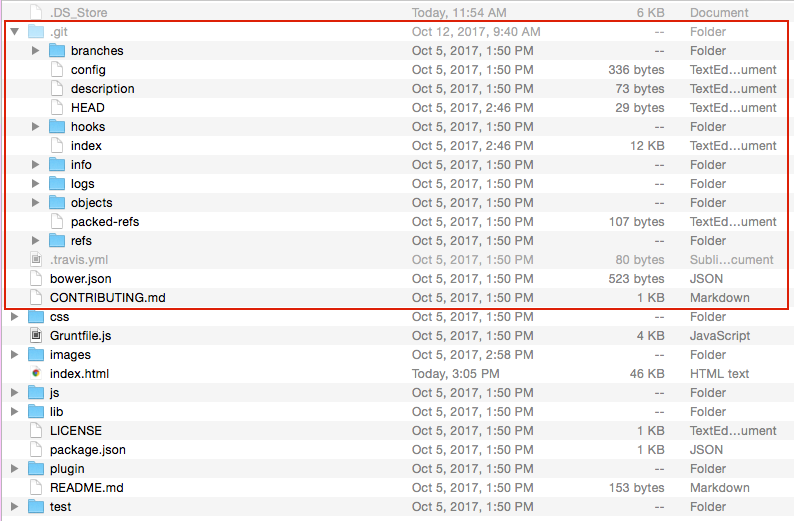 .DS_Store Today, 11:54 AM 6 KB Document
.git Oct 12, 2017, 9:40 AM -- Folder
branches Oct 5, 2017, 1:50 PM -- Folder
config Oct 5, 2017, 1:50 PM 336 bytes TextEd...ument
description Oct 5, 2017, 1:50 PM 73 bytes TextEd...ument
HEAD Oct 5, 2017, 2:46 PM 29 bytes TextEd...ument
hooks Oct 5, 2017, 1:50 PM -- Folder
index Oct 5, 2017, 2:46 PM 12 KB TextEd...ument
info Oct 5, 2017, 1:50 PM -- Folder
logs Oct 5, 2017, 1:50 PM -- Folder
objects Oct 5, 2017, 1:50 PM -- Folder
packed-refs Oct 5, 2017, 1:50 PM 107 bytes TextEd...ument
refs Oct 5, 2017, 1:50 PM -- Folder
.travis.yml Oct 5, 2017, 1:50 PM 80 bytes Subli...cument
bower.json Oct 5, 2017, 1:50 PM 523 bytes JSON
CONTRIBUTING.md Oct 5, 2017, 1:50 PM 1 KB Markdown
css Oct 5, 2017, 1:50 PM -- Folder
Gruntfile.js Oct 5, 2017, 1:50 PM 4 KB JavaScript
images Oct 5, 2017, 2:58 PM -- Folder
index.html Today, 3:05 PM 46 KB HTML text
js Oct 5, 2017, 1:50 PM -- Folder
lib Oct 5, 2017, 1:50 PM -- Folder
LICENSE Oct 5, 2017, 1:50 PM 1 KB TextEd...ument
package.json Oct 5, 2017, 1:50 PM 1 KB JSON
plugin Oct 5, 2017, 1:50 PM -- Folder
README.md Oct 5, 2017, 1:50 PM 153 bytes Markdown
test Oct 5, 2017, 1:50 PM -- Folder